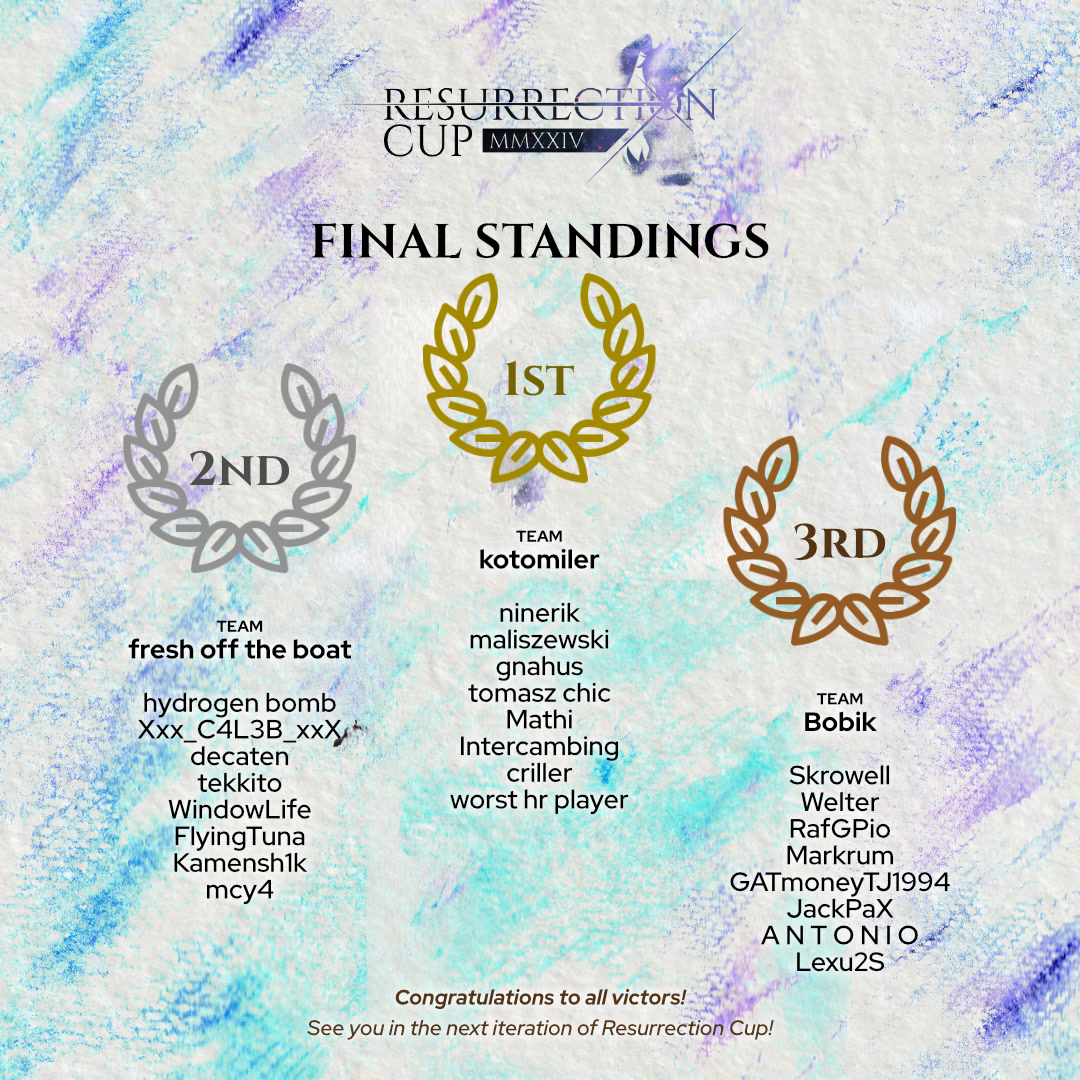 RESURRECTION
CUP MMXXIV
FINAL STANDINGS
1ST
TEAM
kotomiler
ninerik
maliszewski
gnahus
tomasz chic
Mathi
Intercambing
criller
worst hr player
2ND
TEAM
fresh off the boat
hydrogen bomb
Xxx_C4L3B_xxX
decaten
tekkito
WindowLife
FlyingTuna
Kamensh1k
mcy4
3RD
TEAM
Bobik
Skrowell
Welter
RafGPio
Markrum
GATmoneyTJ1994
JackPaX
A N T O N I O
Lexu2S
Congratulations to all victors!
See you in the next iteration of Resurrection Cup!